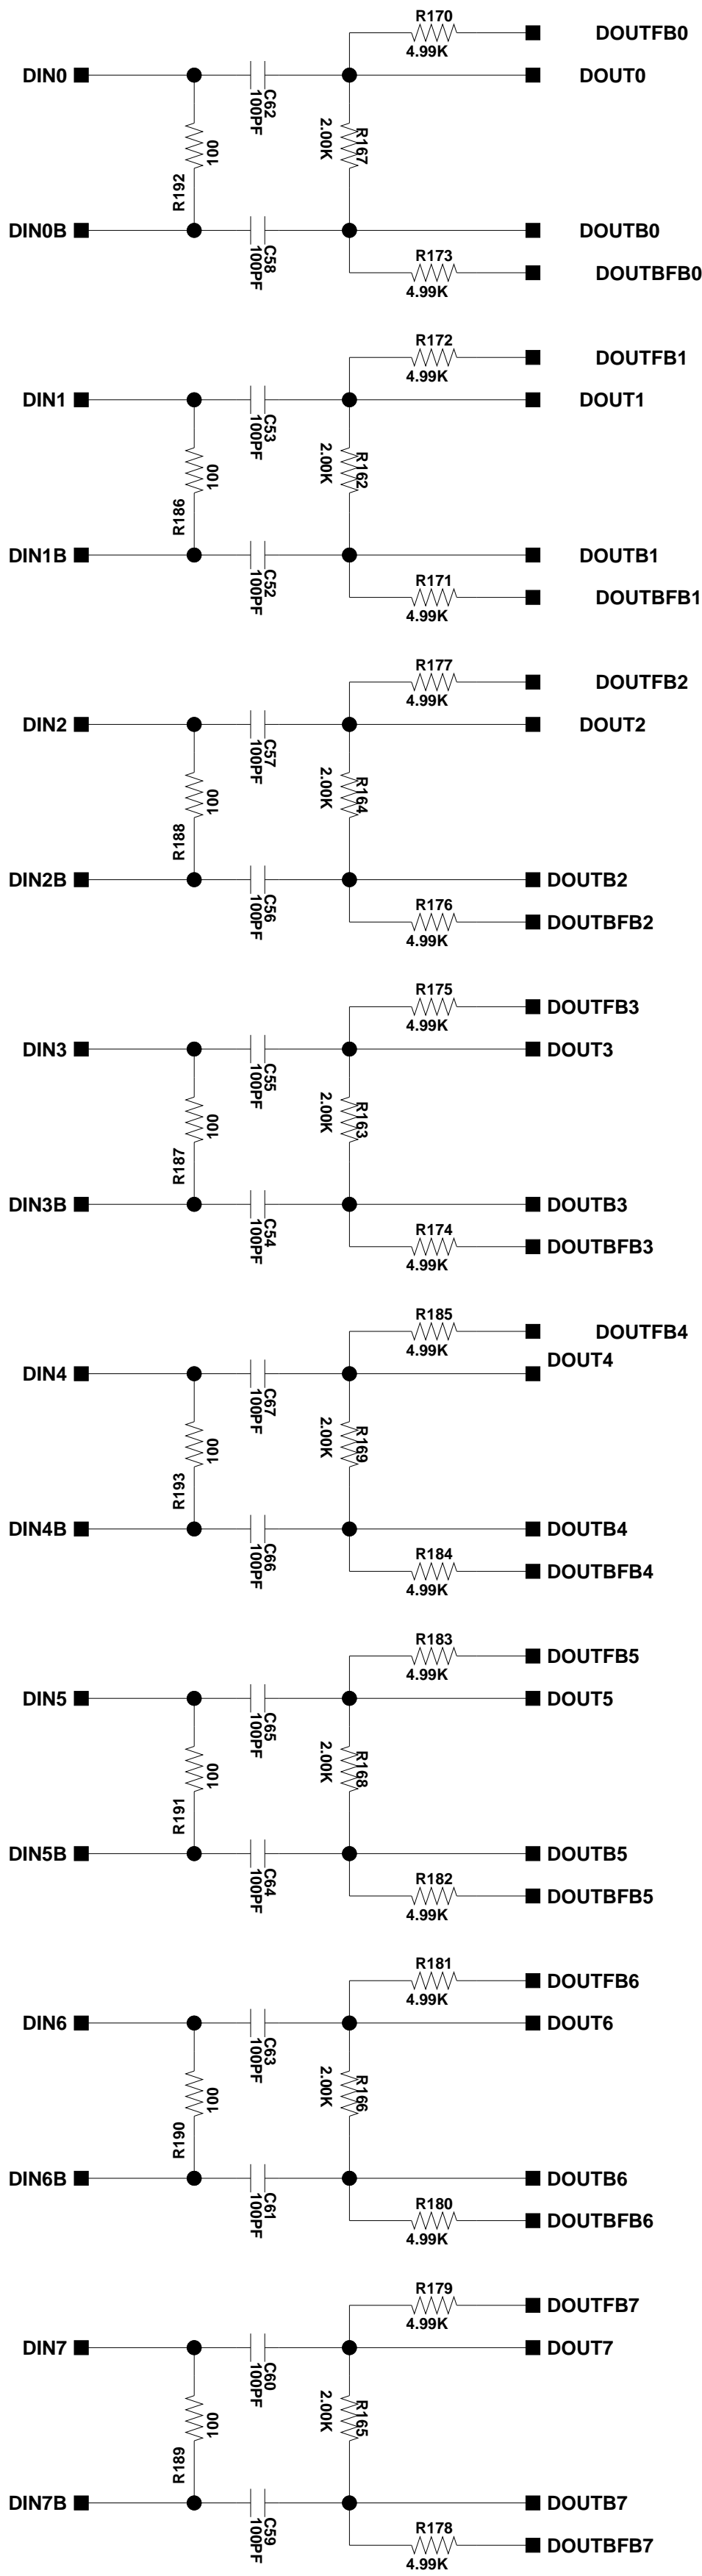 R170
DOUTFB0
4.99K
DIN0
DOUT0
C62
100PF
100
R192
R167
2.00K
DIN0B
DOUTB0
C58
100PF
R173
DOUTBFB0
4.99K
R172
DOUTFB1
4.99K
DIN1
DOUT1
C53
100PF
100
R186
R162
2.00K
DIN1B
DOUTB1
C52
100PF
R171
DOUTBFB1
4.99K
R177
DOUTFB2
4.99K
DIN2
DOUT2
C57
100PF
100
R188
R164
2.00K
DIN2B
DOUTB2
C56
100PF
R176
DOUTBFB2
4.99K
R175
DOUTFB3
4.99K
DIN3
DOUT3
C55
100PF
100
R187
R163
2.00K
DIN3B
DOUTB3
C54
100PF
R174
DOUTBFB3
4.99K
R185
DOUTFB4
4.99K
DIN4
DOUT4
C67
100PF
100
R193
R169
2.00K
DIN4B
DOUTB4
C66
100PF
R184
DOUTBFB4
4.99K
R183
DOUTFB5
4.99K
DIN5
DOUT5
C65
100PF
100
R191
R168
2.00K
DIN5B
DOUTB5
C64
100PF
R182
DOUTBFB5
4.99K
R181
DOUTFB6
4.99K
DIN6
DOUT6
C63
100PF
100
R190
R166
2.00K
DIN6B
DOUTB6
C61
100PF
R180
DOUTBFB6
4.99K
R179
DOUTFB7
4.99K
DIN7
DOUT7
C60
100PF
100
R189
R165
2.00K
DIN7B
DOUTB7
C59
100PF
R178
DOUTBFB7
4.99K